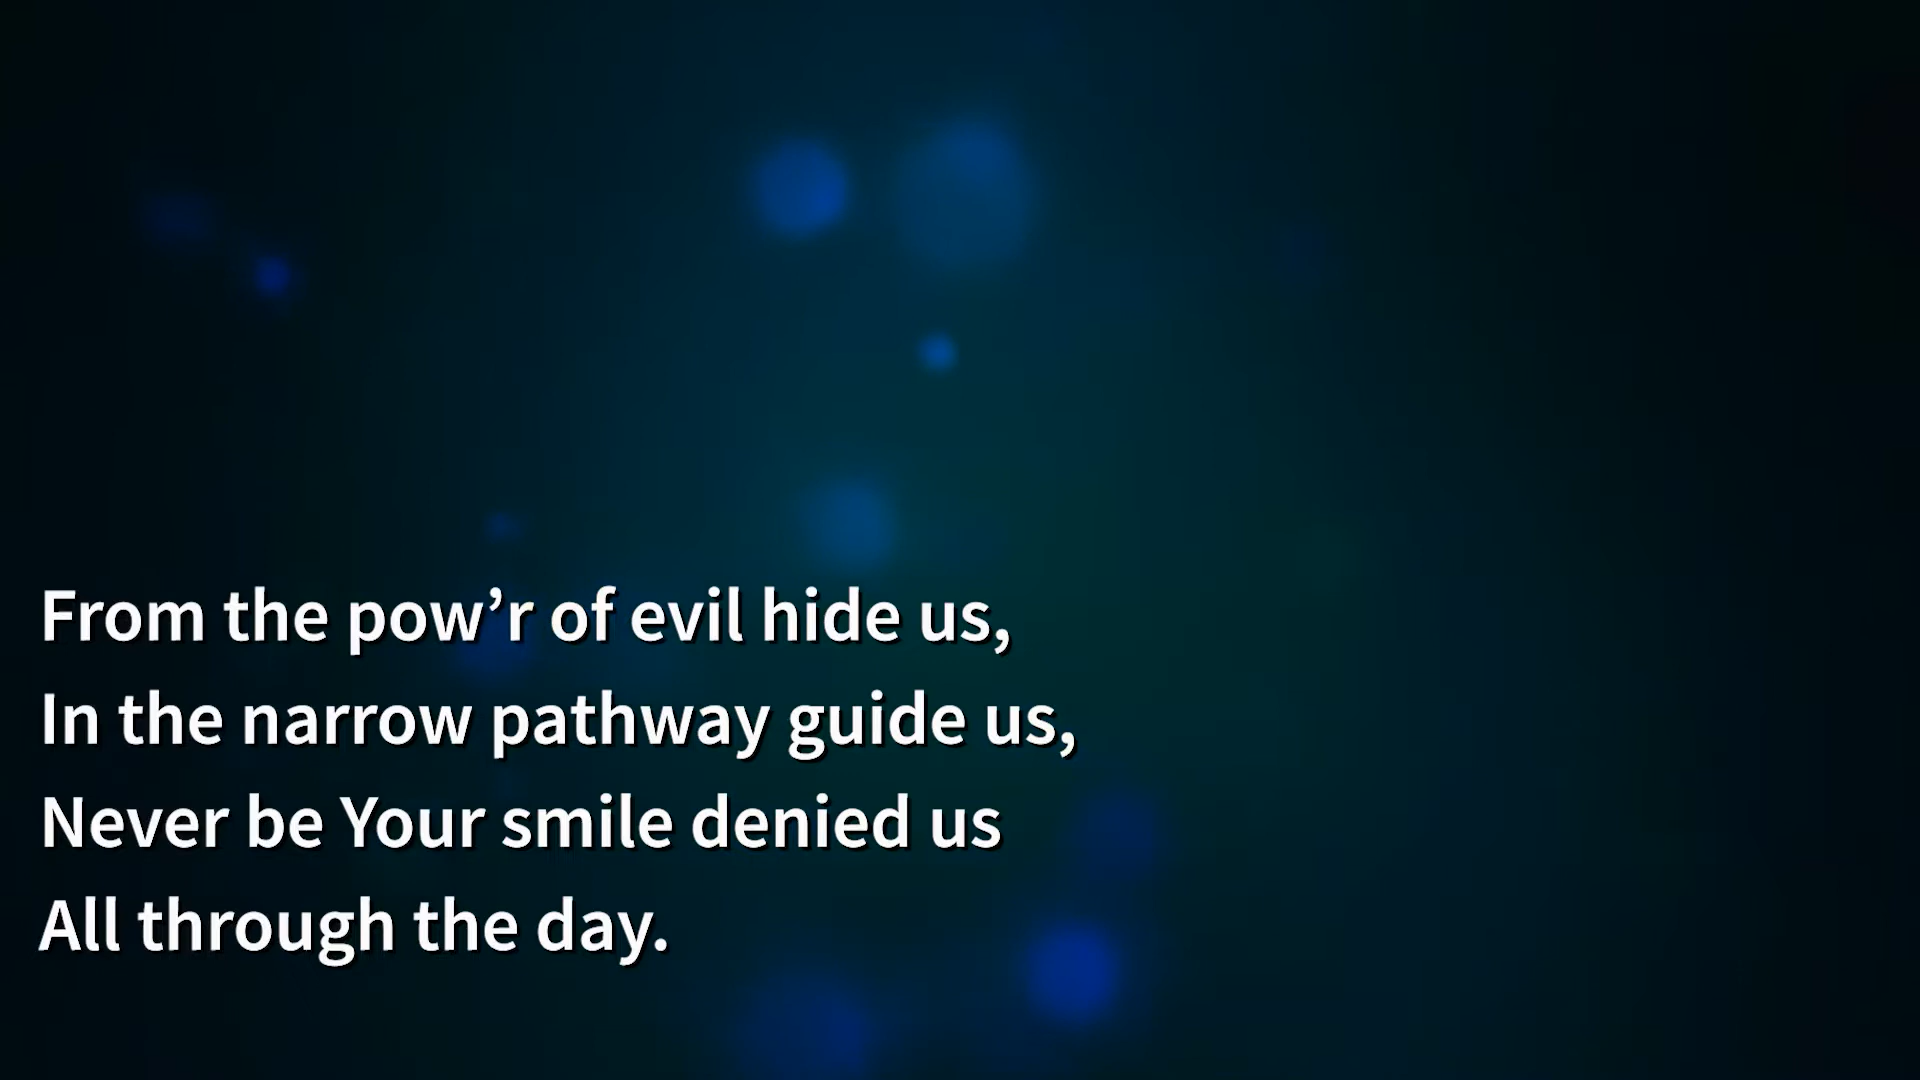 From the pow’r of evil hide us,
In the narrow pathway guide us,
Never be Your smile denied us
All through the day.